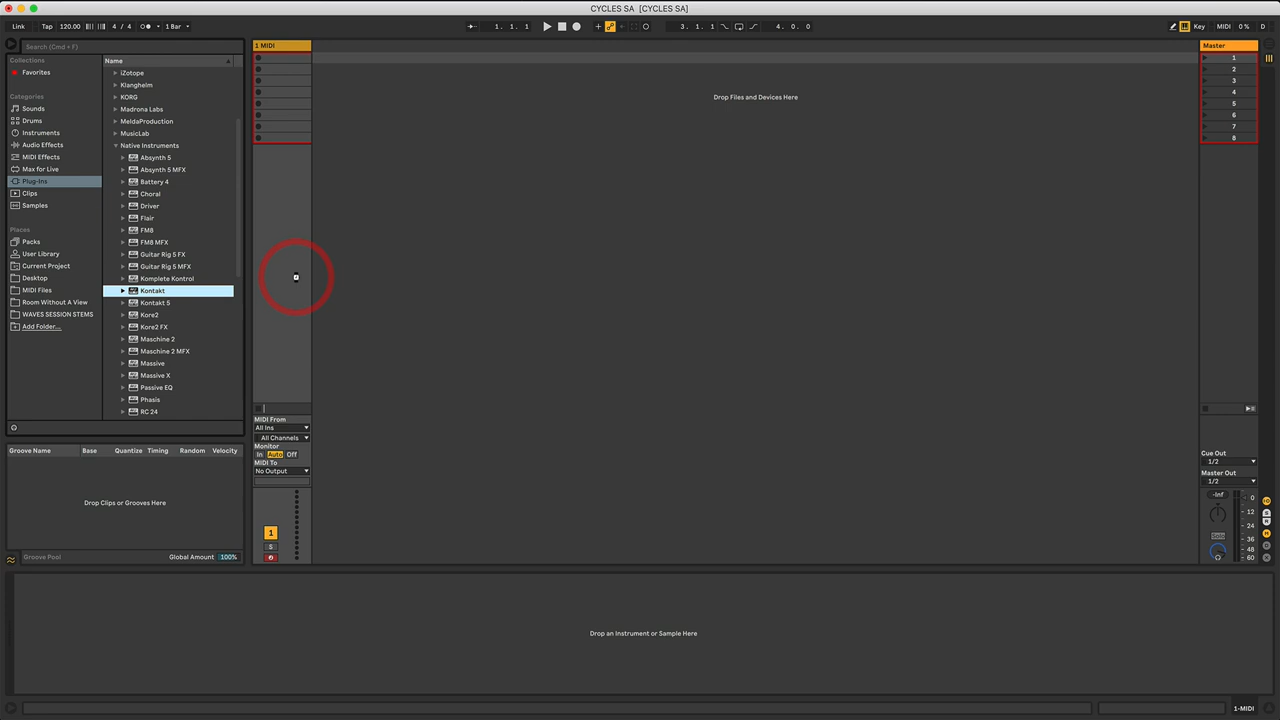 CYCLES SA [CYCLES SA]
Link Tap 120.00 4 / 4 1 Bar 1. 1. 1 3. 1. 1 4. 0. 0 Key MIDI 0 % D
Search (Cmd + F)
Collections
Favorites
Categories
Sounds
Drums
Instruments
Audio Effects
MIDI Effects
Max for Live
Plug-Ins
Clips
Samples
Places
Packs
User Library
Current Project
Desktop
MIDI Files
Room Without A View
WAVES SESSION STEMS
Add Folder...
Name
iZotope
Klanghelm
KORG
Madrona Labs
MeldaProduction
MusicLab
Native Instruments
Absynth 5
Absynth 5 MFX
Battery 4
Choral
Driver
Flair
FM8
FM8 MFX
Guitar Rig 5 FX
Guitar Rig 5 MFX
Komplete Kontrol
Kontakt
Kontakt 5
Kore2
Kore2 FX
Maschine 2
Maschine 2 MFX
Massive
Massive X
Passive EQ
Phasis
RC 24
Groove Name Base Quantize Timing Random Velocity
Drop Clips or Grooves Here
Groove Pool Global Amount 100%
1 MIDI
MIDI From
All Ins
All Channels
Monitor
In Auto Off
MIDI To
No Output
1
S
Drop Files and Devices Here
Master
1
2
3
4
5
6
7
8
Cue Out
1/2
Master Out
1/2
-Inf
0
12
24
36
48
60
Solo
Drop an Instrument or Sample Here
1-MIDI